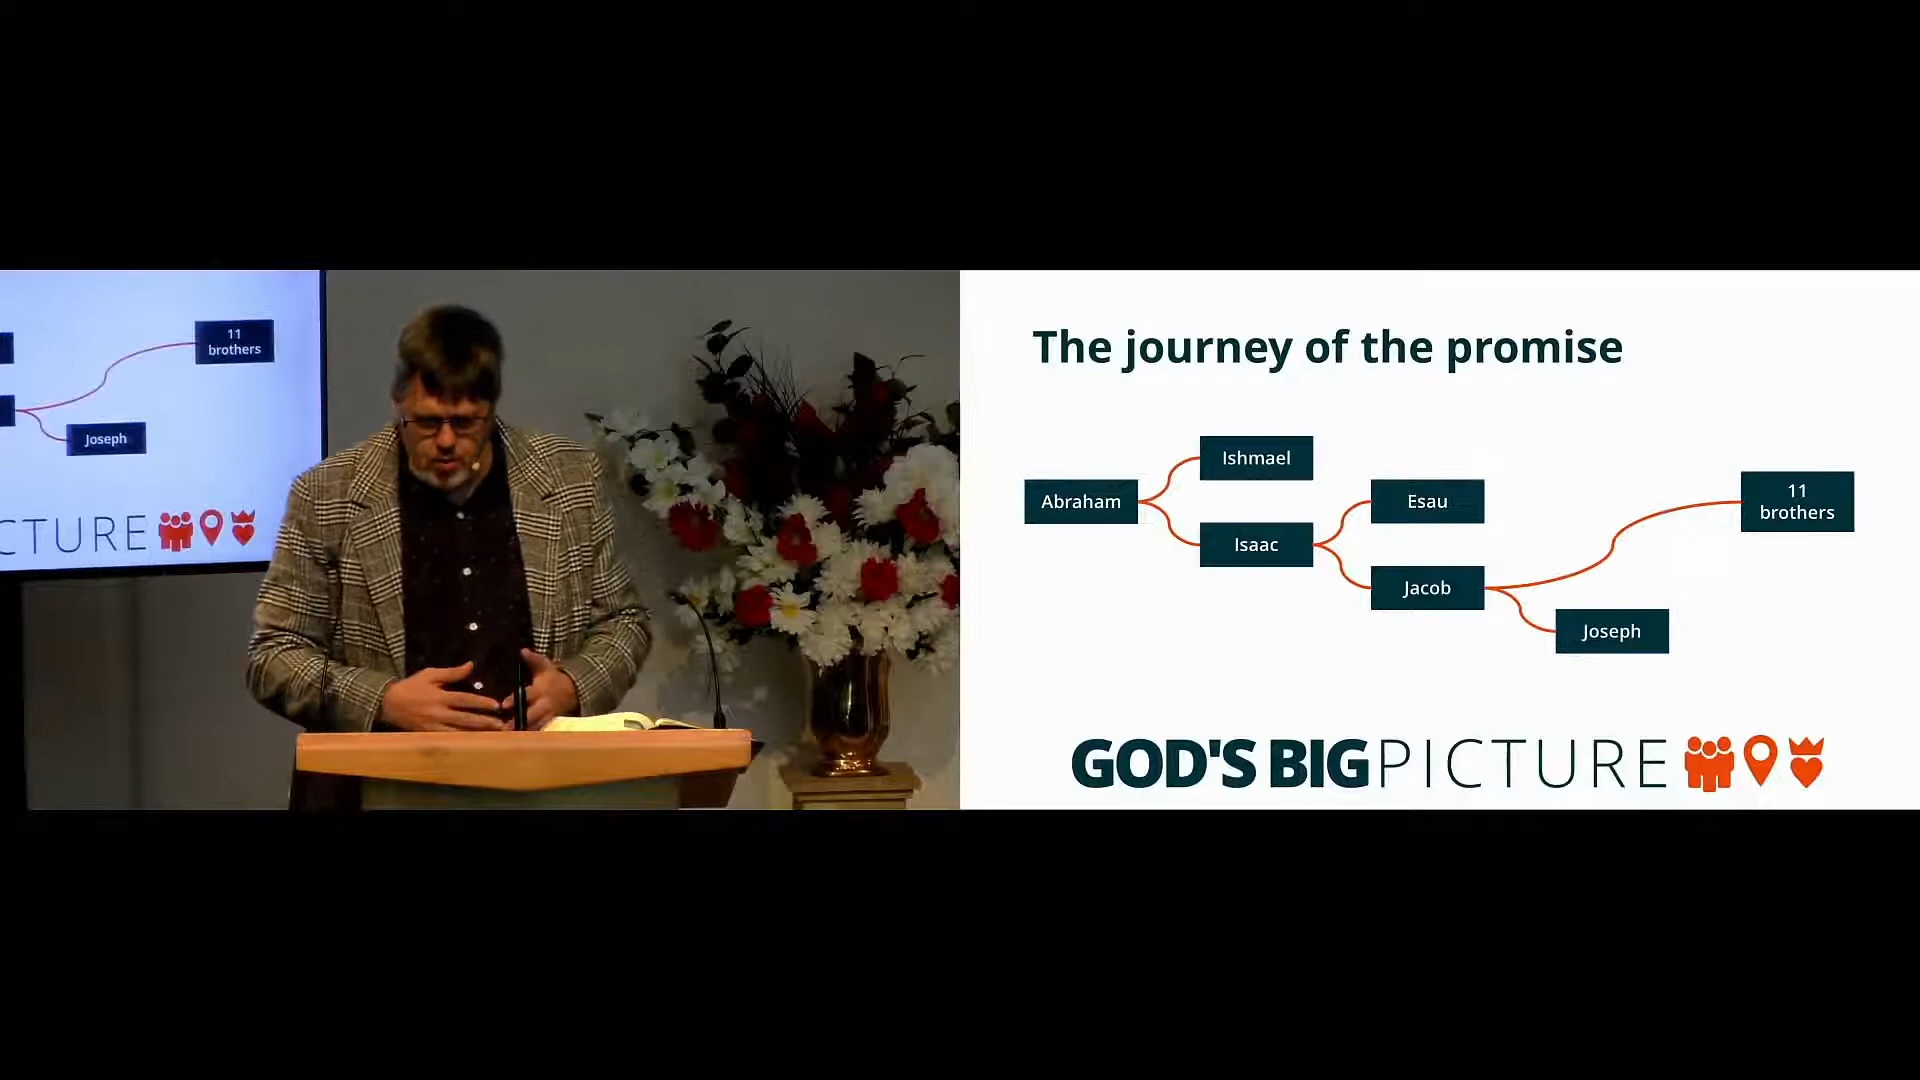 11
brothers
Joseph
CTURE
The journey of the promise
Ishmael
Abraham
Esau
11
brothers
Isaac
Jacob
Joseph
GOD'S BIG PICTURE